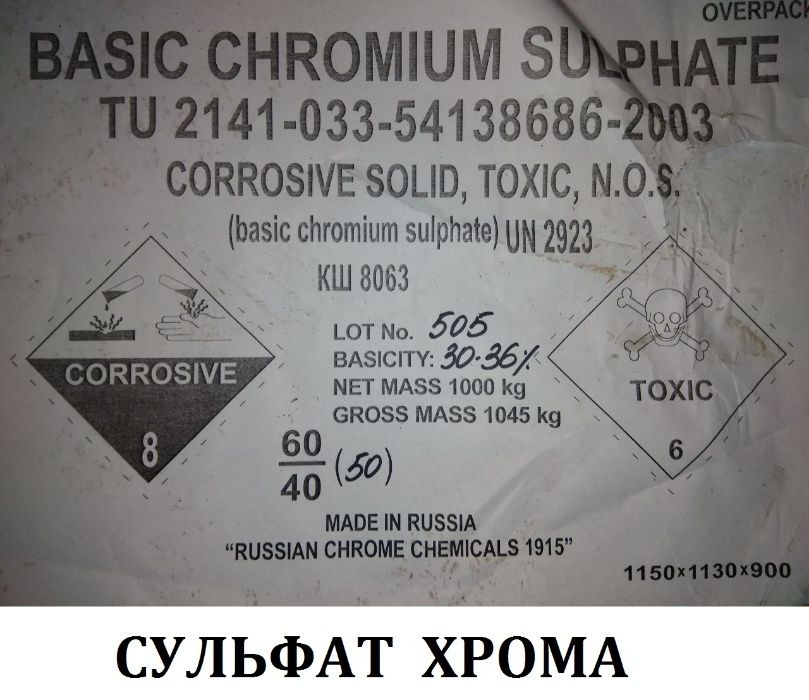 OVERPACK
BASIC CHROMIUM SULPHATE
TU 2141-033-54138686-2003
CORROSIVE SOLID, TOXIC, N.O.S.
(basic chromium sulphate) UN 2923
КШ 8063
LOT No. 505
BASICITY: 30-36%
NET MASS 1000 kg
GROSS MASS 1045 kg
CORROSIVE
8
TOXIC
6
60
40
(50)
MADE IN RUSSIA
“RUSSIAN CHROME CHEMICALS 1915”
1150×1130×900
СУЛЬФАТ ХРОМА